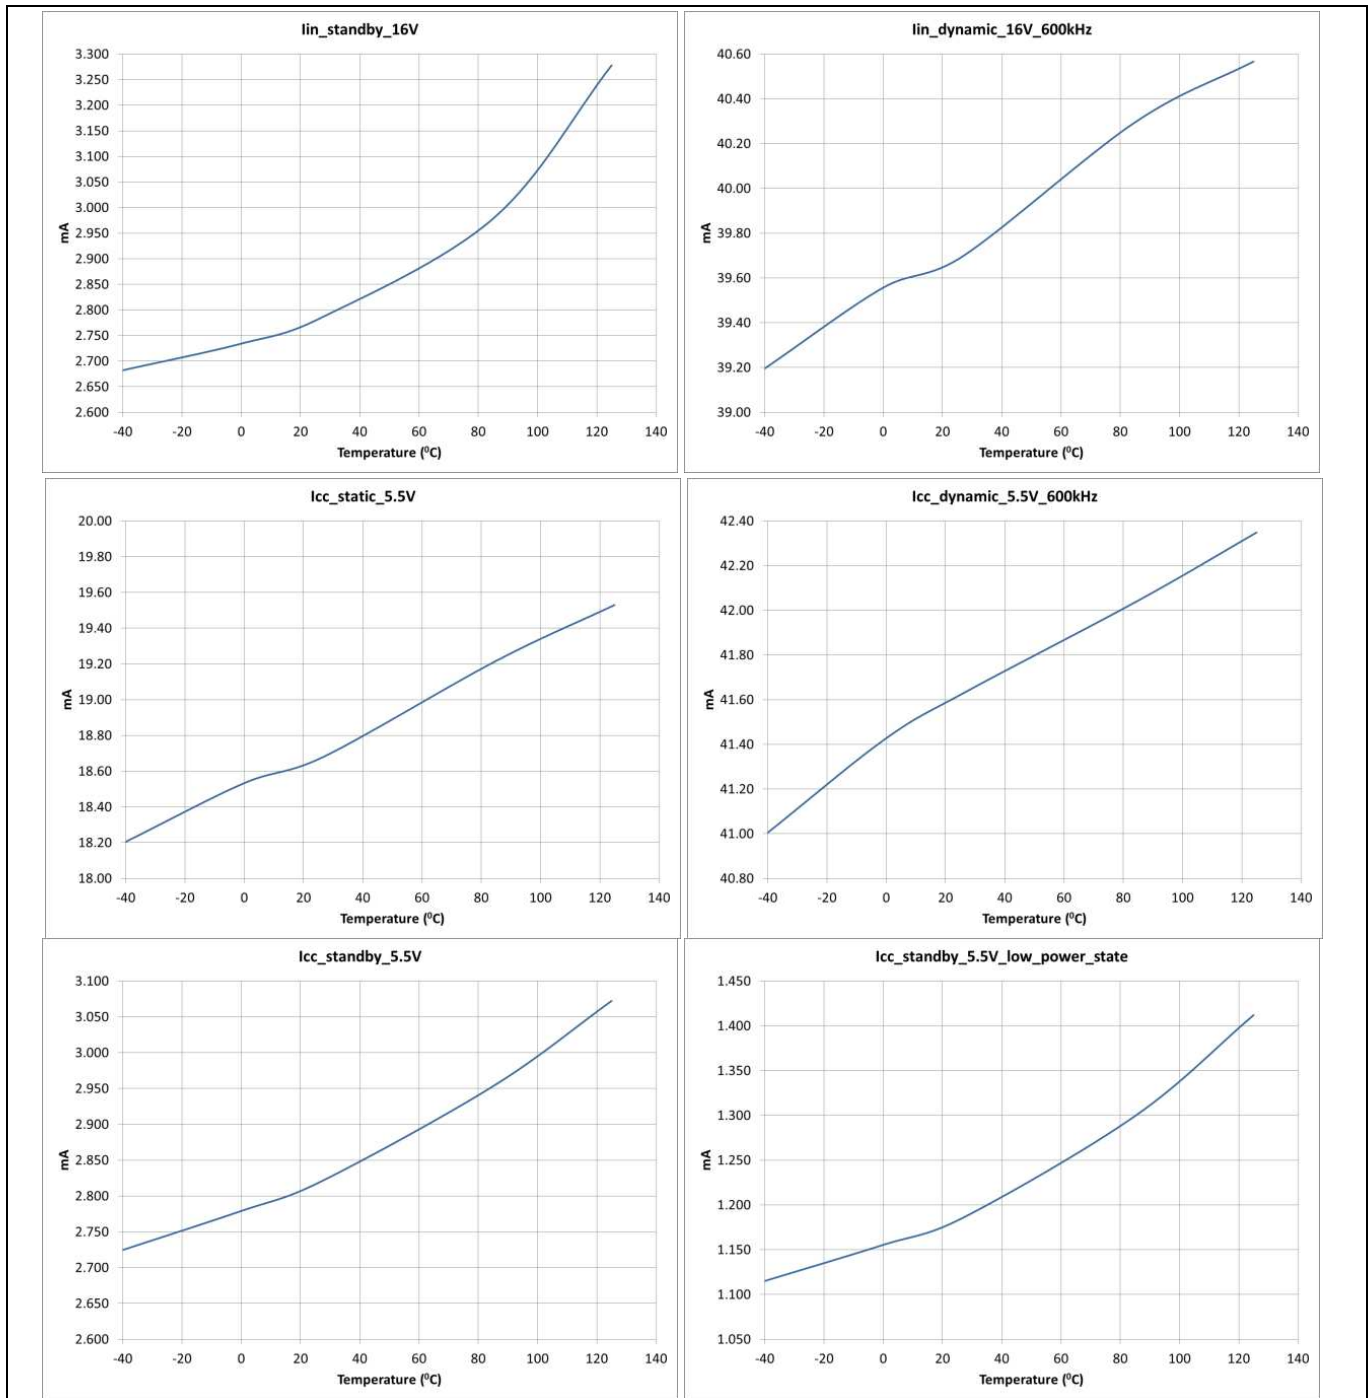 Iin_standby_16V
3.300
3.250
3.200
3.150
3.100
3.050
3.000
2.950
2.900
2.850
2.800
2.750
2.700
2.650
2.600
mA
-40 -20 0 20 40 60 80 100 120 140
Temperature (⁰C)
Iin_dynamic_16V_600kHz
40.60
40.40
40.20
40.00
39.80
39.60
39.40
39.20
39.00
mA
-40 -20 0 20 40 60 80 100 120 140
Temperature (⁰C)
Icc_static_5.5V
20.00
19.80
19.60
19.40
19.20
19.00
18.80
18.60
18.40
18.20
18.00
mA
-40 -20 0 20 40 60 80 100 120 140
Temperature (⁰C)
Icc_dynamic_5.5V_600kHz
42.40
42.20
42.00
41.80
41.60
41.40
41.20
41.00
40.80
mA
-40 -20 0 20 40 60 80 100 120 140
Temperature (⁰C)
Icc_standby_5.5V
3.100
3.050
3.000
2.950
2.900
2.850
2.800
2.750
2.700
2.650
2.600
mA
-40 -20 0 20 40 60 80 100 120 140
Temperature (⁰C)
Icc_standby_5.5V_low_power_state
1.450
1.400
1.350
1.300
1.250
1.200
1.150
1.100
1.050
mA
-40 -20 0 20 40 60 80 100 120 140
Temperature (⁰C)